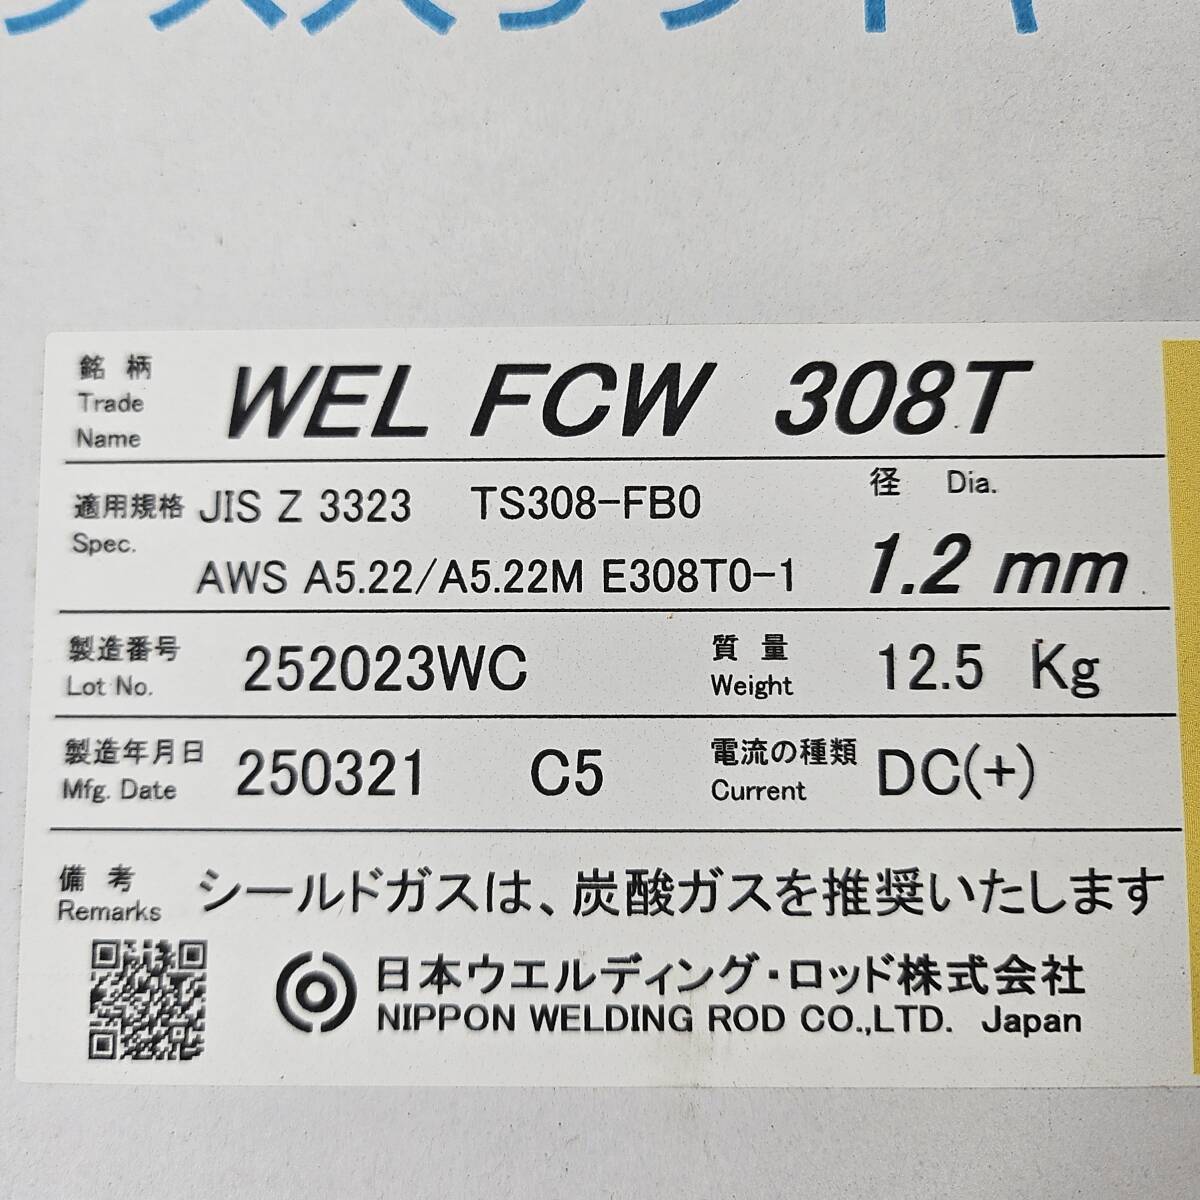 銘柄 Trade Name WEL FCW 308T
適用規格 Spec. JIS Z 3323 TS308-FB0
AWS A5.22/A5.22M E308T0-1
径 Dia.
1.2 mm
製造番号 Lot No. 252023WC 質量 Weight 12.5 Kg
製造年月日 Mfg. Date 250321 C5 電流の種類 Current DC(+)
備考 Remarks シールドガスは、炭酸ガスを推奨いたします
日本ウエルディング・ロッド株式会社
NIPPON WELDING ROD CO.,LTD. Japan